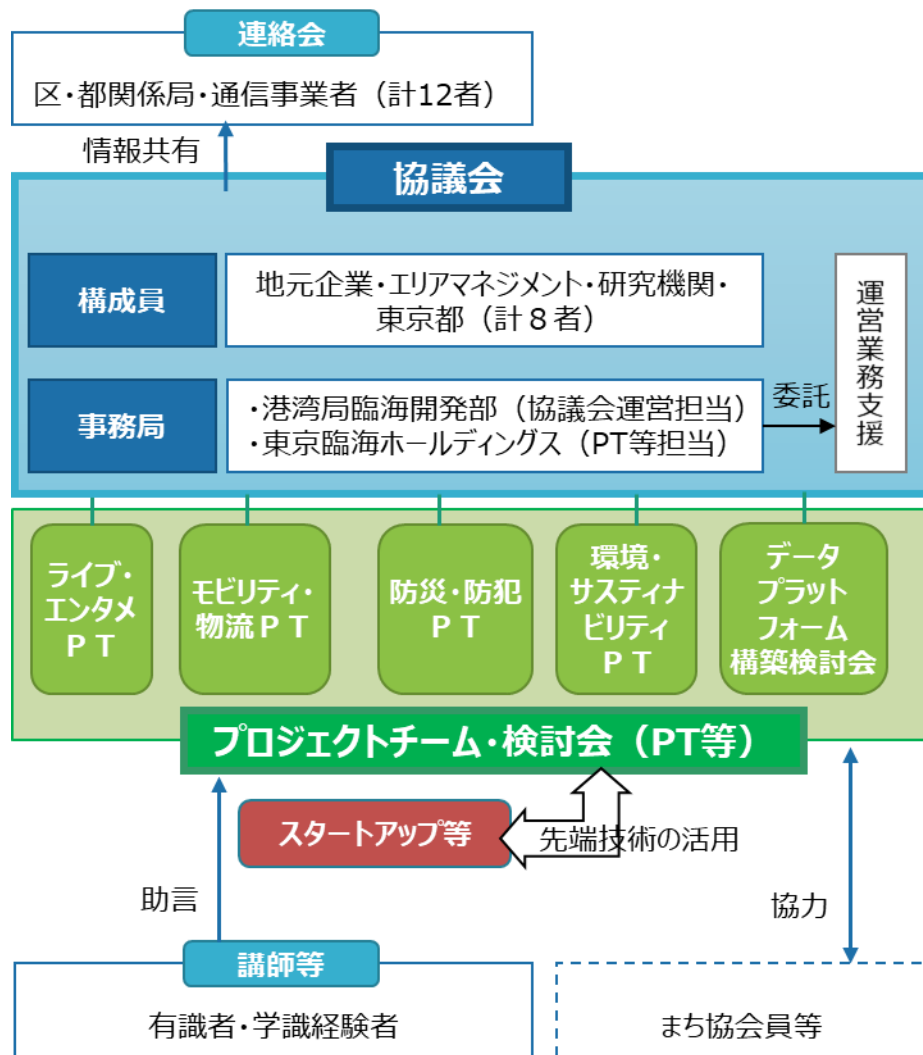 連絡会
区・都関係局・通信事業者（計12者）
情報共有
協議会
構成員
地元企業・エリアマネジメント・研究機関・
東京都（計８者）
事務局
・港湾局臨海開発部（協議会運営担当）
・東京臨海ホールディングス（PT等担当）
委託
運営業務支援
ライブ・
エンタメ
ＰＴ
モビリティ・
物流ＰＴ
防災・防犯
ＰＴ
環境・
サスティナ
ビリティ
ＰＴ
データ
プラット
フォーム
構築検討会
プロジェクトチーム・検討会（PT等）
スタートアップ等
先端技術の活用
助言
協力
講師等
有識者・学識経験者
まち協会員等